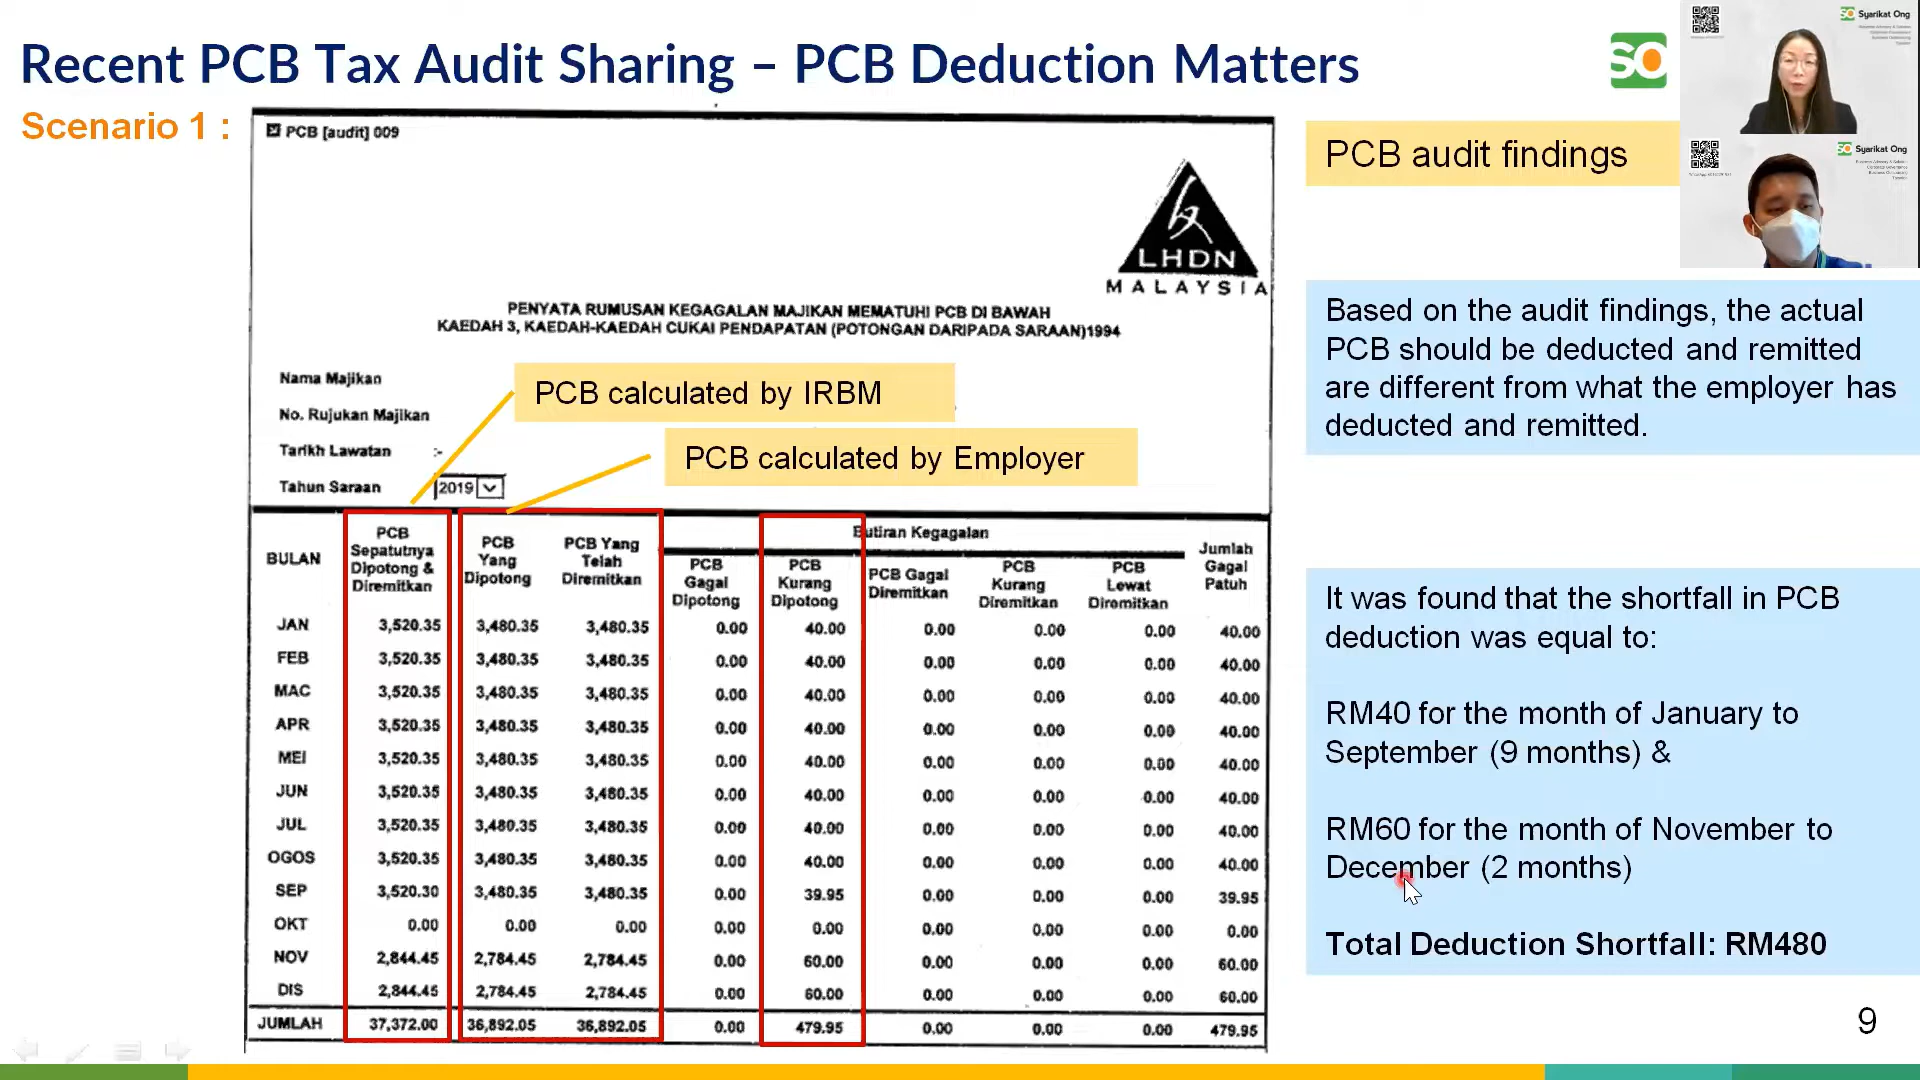 Recent PCB Tax Audit Sharing – PCB Deduction Matters
Scenario 1 :
PCB [audit] 009
LHDN
MALAYSIA
PENYATA RUMUSAN KEGAGALAN MAJIKAN MEMATUHI PCB DI BAWAH
KAEDAH 3, KAEDAH-KAEDAH CUKAI PENDAPATAN (POTONGAN DARIPADA SARAAN)1994
Nama Majikan
No. Rujukan Majikan
Tarikh Lawatan :-
Tahun Saraan 2019
PCB calculated by IRBM
PCB calculated by Employer
Butiran Kegagalan
BULAN
PCB
Sepatutnya
Dipotong &
Diremitkan
PCB
Yang
Dipotong
PCB Yang
Telah
Diremitkan
PCB
Gagal
Dipotong
PCB
Kurang
Dipotong
PCB Gagal
Diremitkan
PCB
Kurang
Diremitkan
PCB
Lewat
Diremitkan
Jumlah
Gagal
Patuh
JAN 3,520.35 3,480.35 3,480.35 0.00 40.00 0.00 0.00 0.00 40.00
FEB 3,520.35 3,480.35 3,480.35 0.00 40.00 0.00 0.00 0.00 40.00
MAC 3,520.35 3,480.35 3,480.35 0.00 40.00 0.00 0.00 0.00 40.00
APR 3,520.35 3,480.35 3,480.35 0.00 40.00 0.00 0.00 0.00 40.00
MEI 3,520.35 3,480.35 3,480.35 0.00 40.00 0.00 0.00 0.00 40.00
JUN 3,520.35 3,480.35 3,480.35 0.00 40.00 0.00 0.00 0.00 40.00
JUL 3,520.35 3,480.35 3,480.35 0.00 40.00 0.00 0.00 0.00 40.00
OGOS 3,520.35 3,480.35 3,480.35 0.00 40.00 0.00 0.00 0.00 40.00
SEP 3,520.30 3,480.35 3,480.35 0.00 39.95 0.00 0.00 0.00 39.95
OKT 0.00 0.00 0.00 0.00 0.00 0.00 0.00 0.00 0.00
NOV 2,844.45 2,784.45 2,784.45 0.00 60.00 0.00 0.00 0.00 60.00
DIS 2,844.45 2,784.45 2,784.45 0.00 60.00 0.00 0.00 0.00 60.00
JUMLAH 37,372.00 36,892.05 36,892.05 0.00 479.95 0.00 0.00 0.00 479.95
PCB audit findings
Based on the audit findings, the actual
PCB should be deducted and remitted
are different from what the employer has
deducted and remitted.
It was found that the shortfall in PCB
deduction was equal to:
RM40 for the month of January to
September (9 months) &
RM60 for the month of November to
December (2 months)
Total Deduction Shortfall: RM480
9
SO
Syarikat Ong
Syarikat Ong